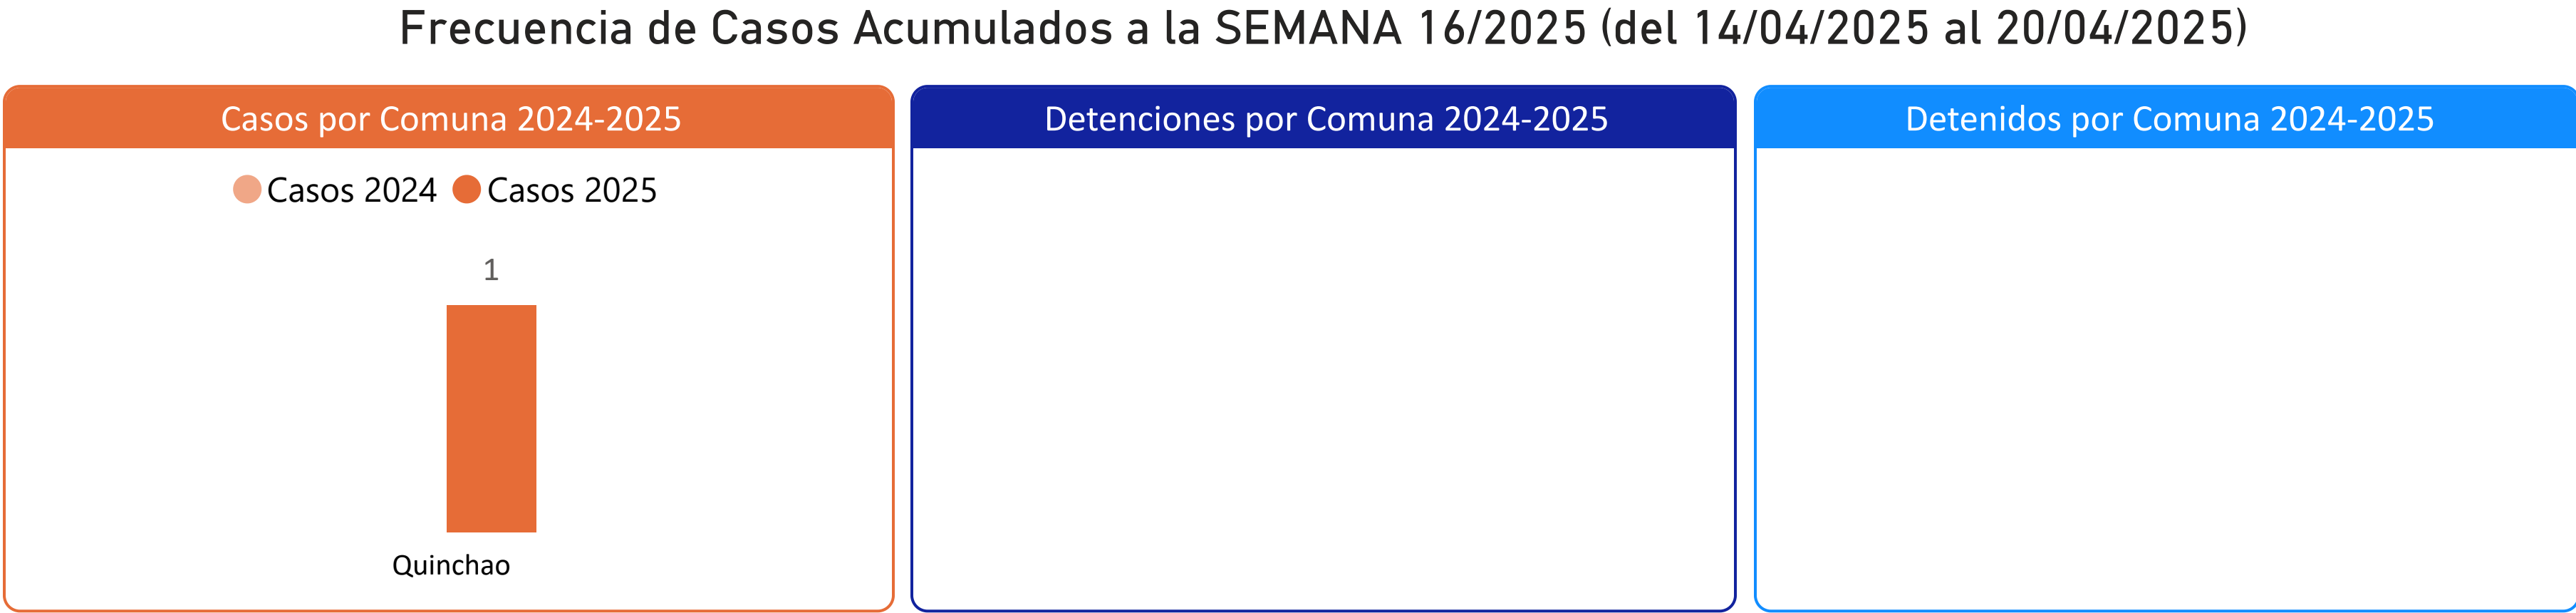 Frecuencia de Casos Acumulados a la SEMANA 16/2025 (del 14/04/2025 al 20/04/2025)
Casos por Comuna 2024-2025
Casos 2024 Casos 2025
1
Quinchao
Detenciones por Comuna 2024-2025
Detenidos por Comuna 2024-2025